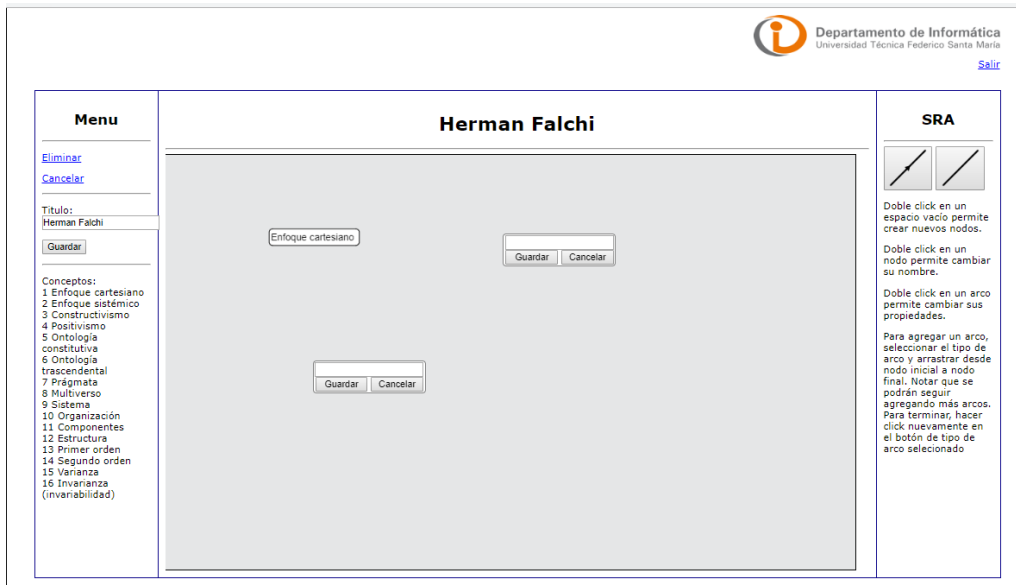 Departamento de Informática
Universidad Técnica Federico Santa María
Salir
Menu
Eliminar
Cancelar
Titulo:
Herman Falchi
Guardar
Conceptos:
1 Enfoque cartesiano
2 Enfoque sistémico
3 Constructivismo
4 Positivismo
5 Ontología
constitutiva
6 Ontología
trascendental
7 Prágmata
8 Multiverso
9 Sistema
10 Organización
11 Componentes
12 Estructura
13 Primer orden
14 Segundo orden
15 Varianza
16 Invarianza
(invariabilidad)
Herman Falchi
Enfoque cartesiano
Guardar Cancelar
Guardar Cancelar
SRA
Doble click en un
espacio vacío permite
crear nuevos nodos.
Doble click en un
nodo permite cambiar
su nombre.
Doble click en un arco
permite cambiar sus
propiedades.
Para agregar un arco,
seleccionar el tipo de
arco y arrastrar desde
nodo inicial a nodo
final. Notar que se
podrán seguir
agregando más arcos.
Para terminar, hacer
click nuevamente en
el botón de tipo de
arco selecionado